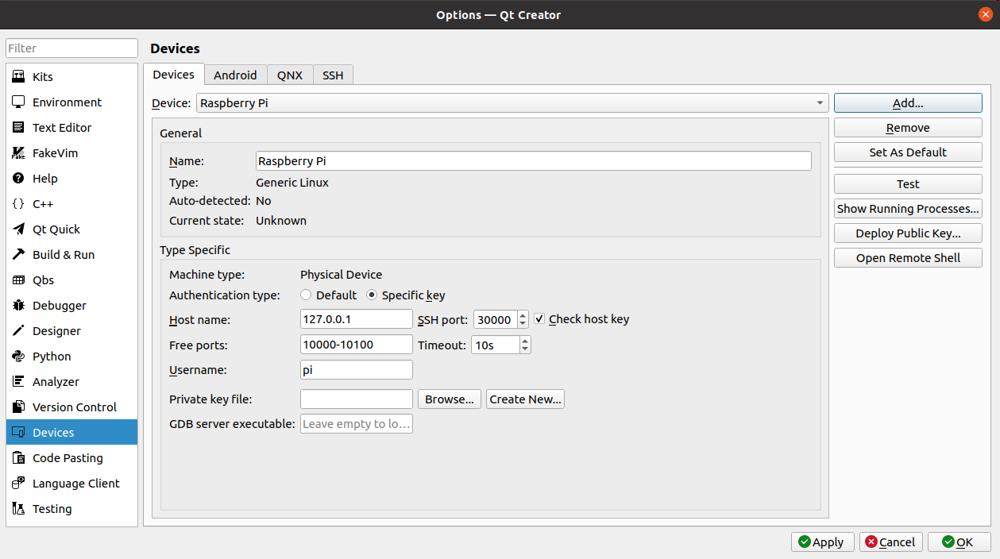 Options — Qt Creator
Filter
Kits
Environment
Text Editor
FakeVim
Help
C++
Qt Quick
Build & Run
Qbs
Debugger
Designer
Python
Analyzer
Version Control
Devices
Code Pasting
Language Client
Testing
Devices
Devices Android QNX SSH
Device: Raspberry Pi
General
Name: Raspberry Pi
Type: Generic Linux
Auto-detected: No
Current state: Unknown
Type Specific
Machine type: Physical Device
Authentication type: Default Specific key
Host name: 127.0.0.1 SSH port: 30000 Check host key
Free ports: 10000-10100 Timeout: 10s
Username: pi
Private key file: Browse... Create New...
GDB server executable: Leave empty to lo...
Add...
Remove
Set As Default
Test
Show Running Processes...
Deploy Public Key...
Open Remote Shell
Apply Cancel OK